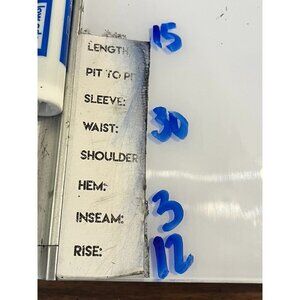 LENGTH 15
PIT TO PI
SLEEVE:
WAIST: 30
SHOULDER
HEM:
INSEAM: 3
RISE: 12